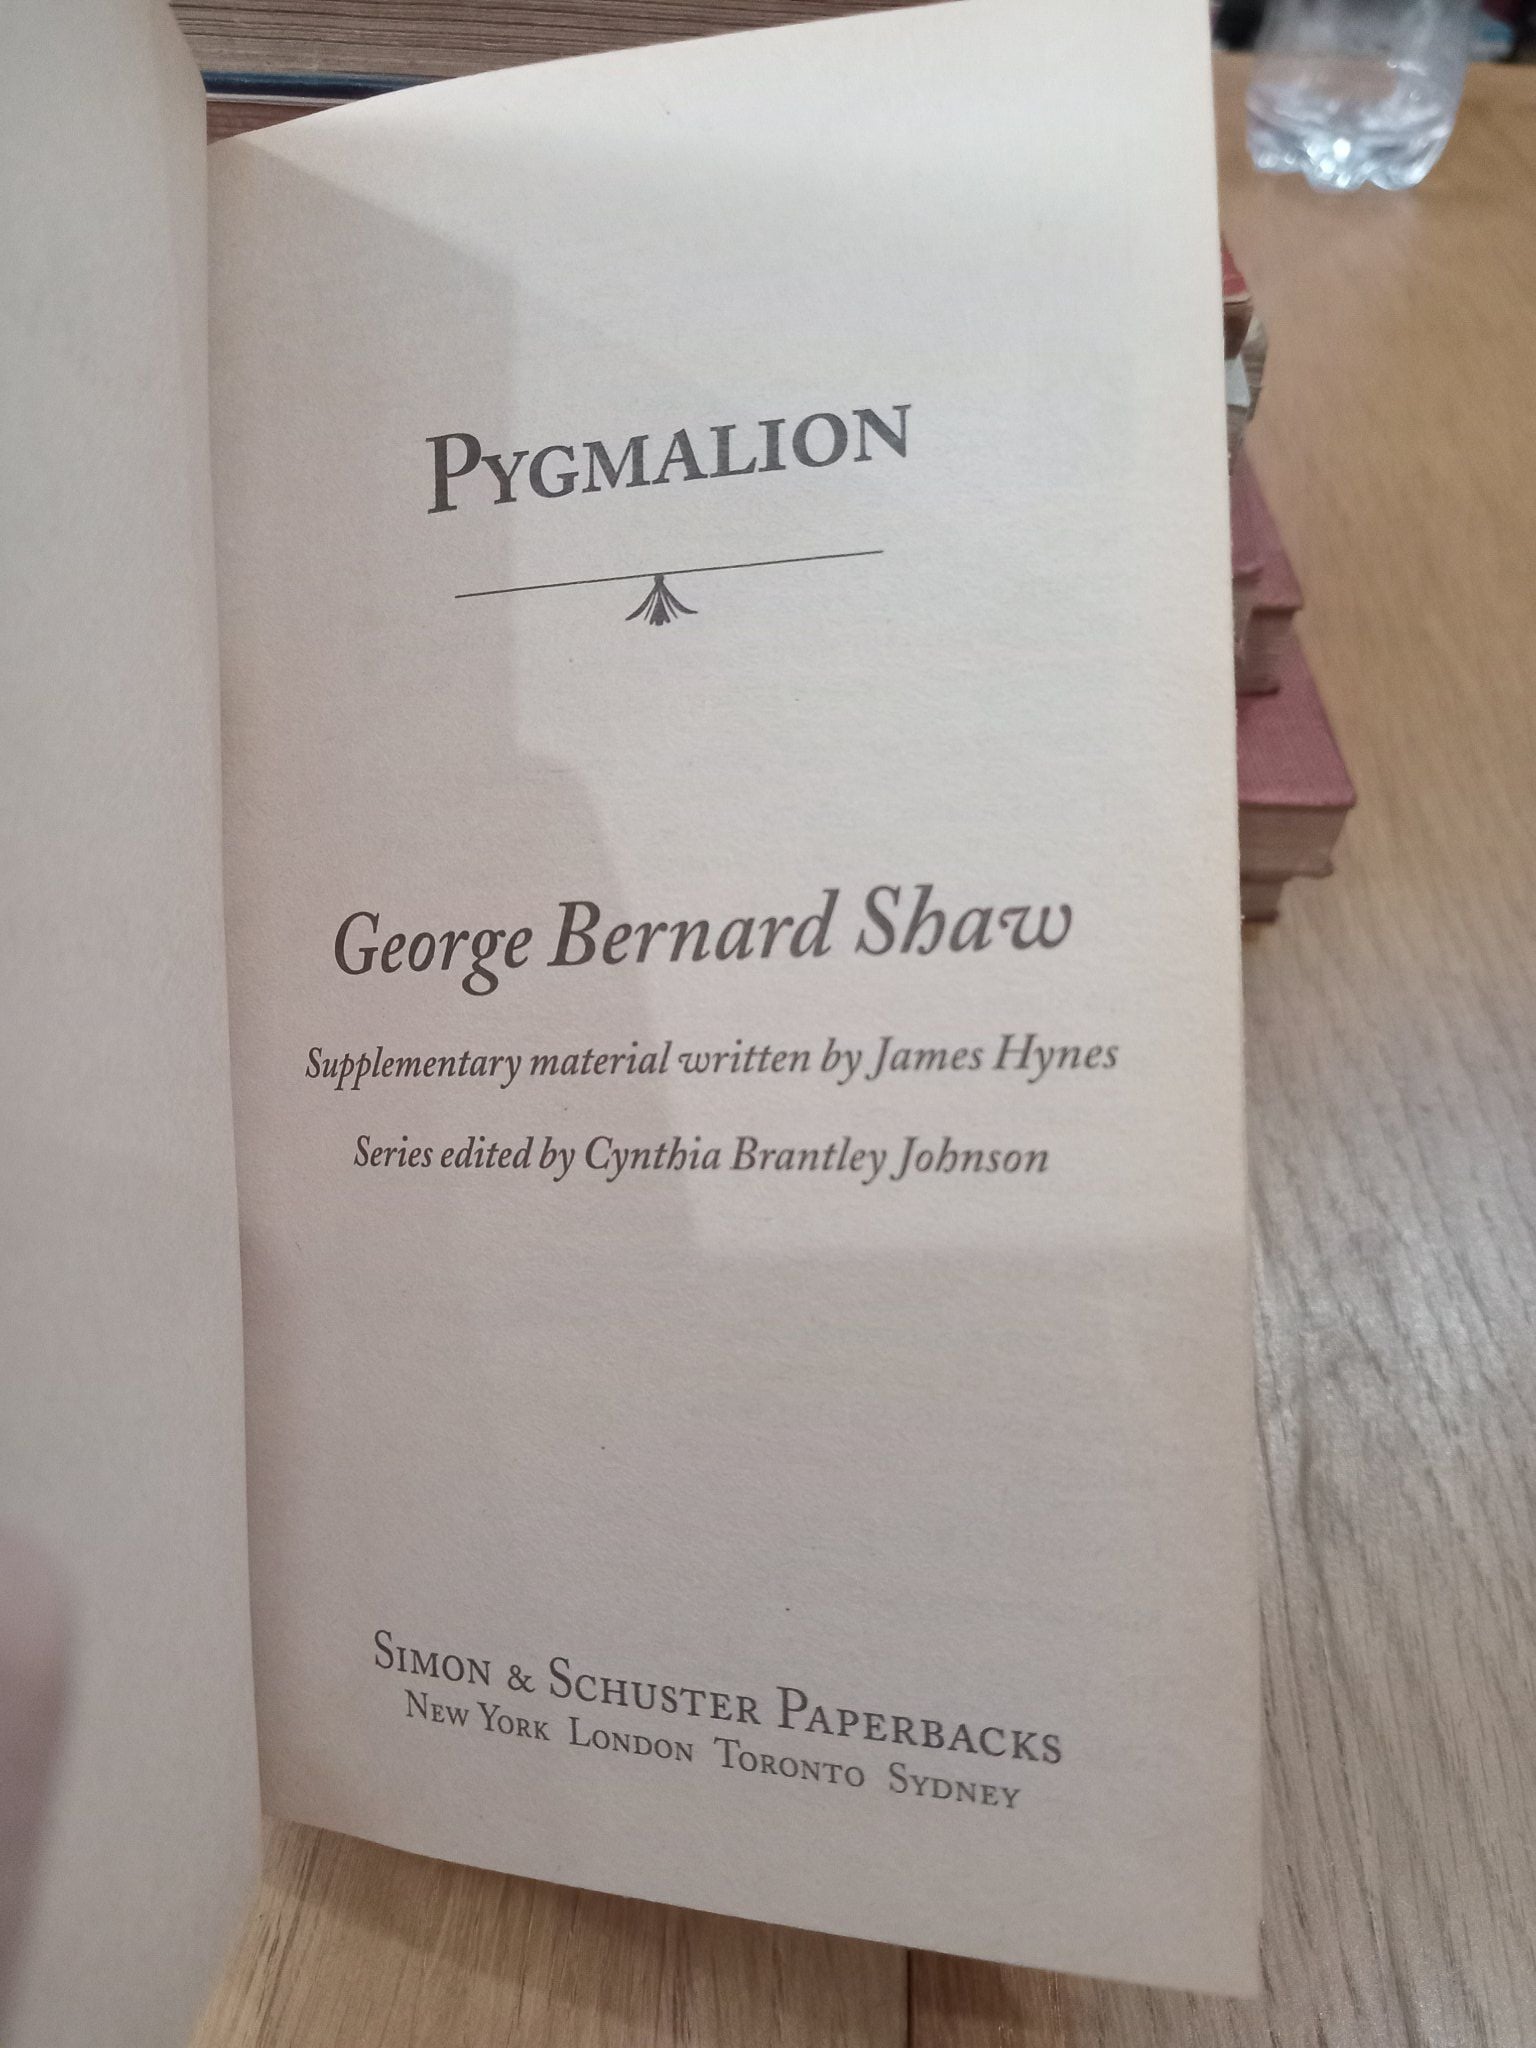 PYGMALION
George Bernard Shaw
Supplementary material written by James Hynes
Series edited by Cynthia Brantley Johnson
SIMON & SCHUSTER PAPERBACKS
NEW YORK LONDON TORONTO SYDNEY